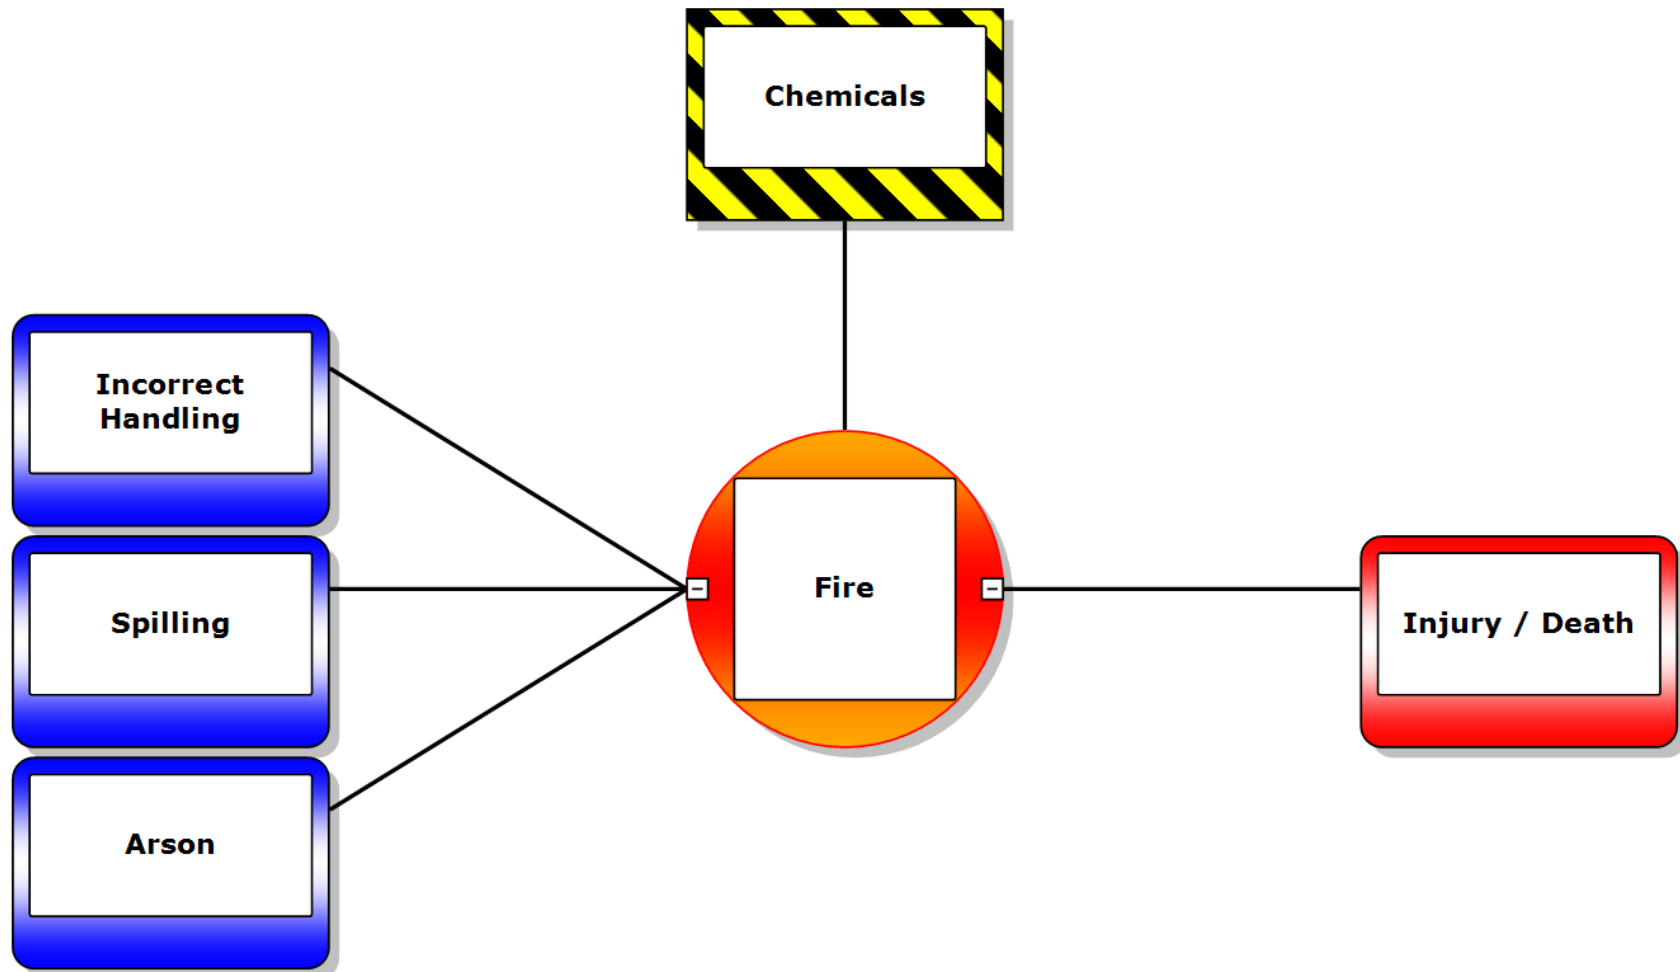 Chemicals
Incorrect
Handling
Spilling
Arson
Fire
Injury / Death